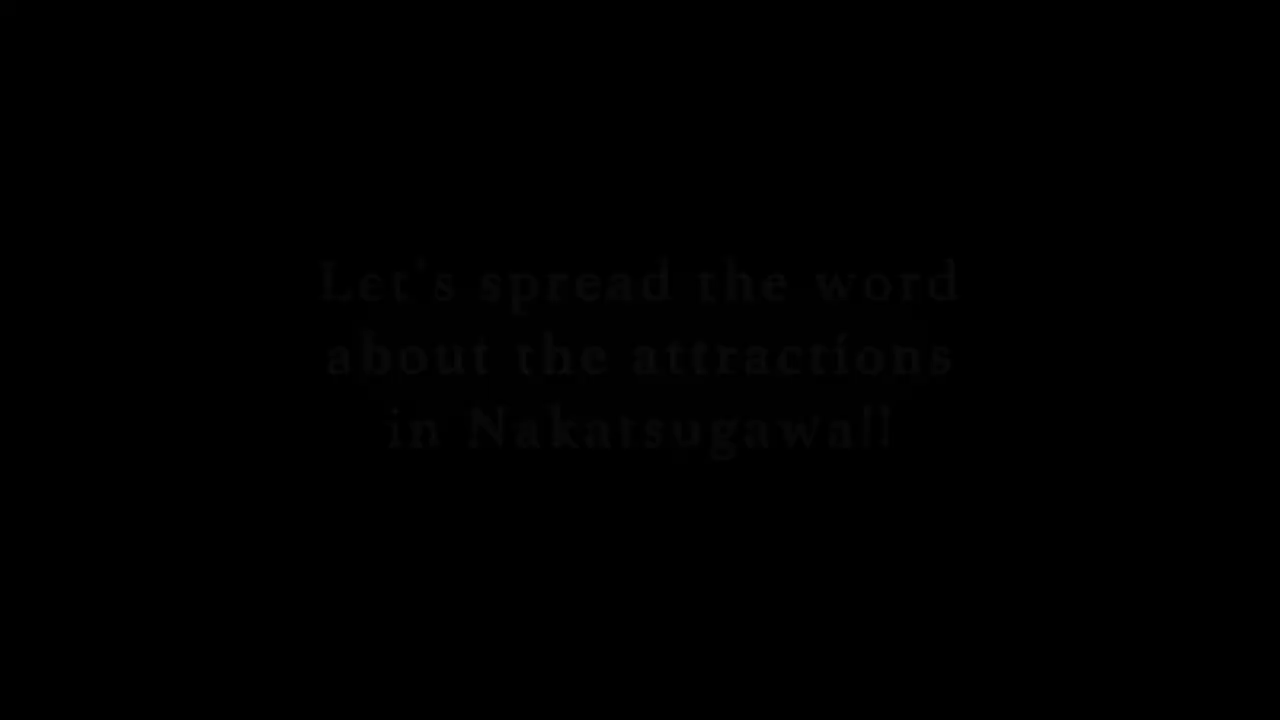 Let's spread the word
about the attractions
in Nakatsugawa!!